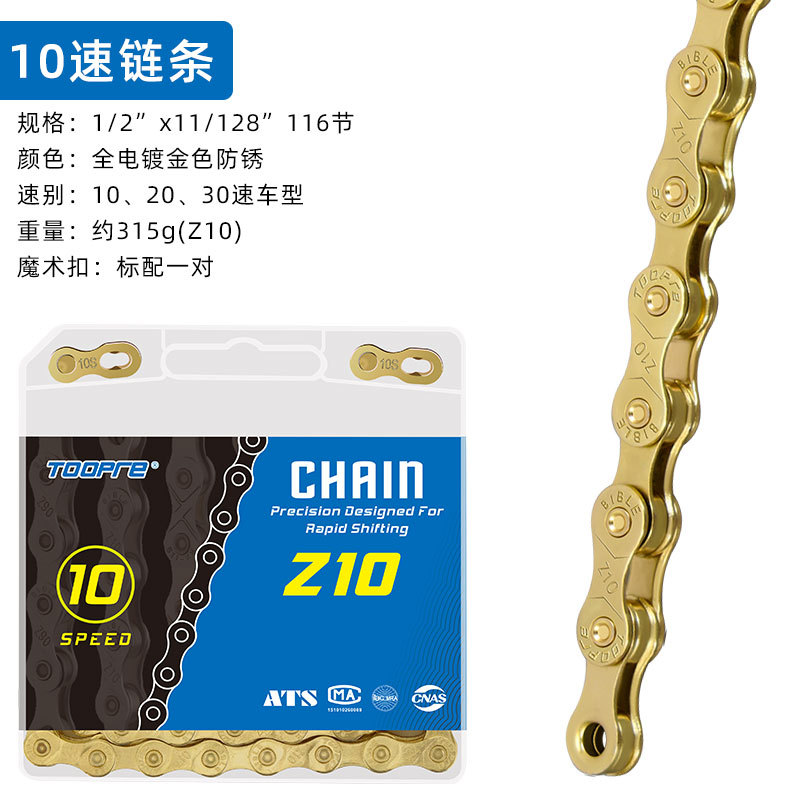 10速链条
规格：1/2”x11/128”116节
颜色：全电镀金色防锈
速别：10、20、30速车型
重量：约315g(Z10)
魔术扣：标配一对
10S
10S
TOOPRE®
CHAIN
Precision Designed For
Rapid Shifting
10
SPEED
Z10
ATS
MA
CNAS
BIBLE
Z10
TOOPRE
TOOPRE
Z10
BIBLE
BIBLE
Z10
TOOPRE